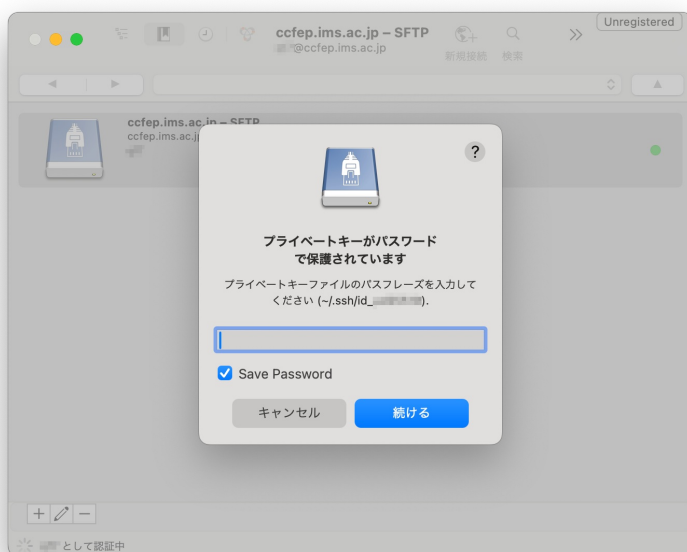 Unregistered
ccfep.ims.ac.jp – SFTP
@ccfep.ims.ac.jp
新規接続 検索
ccfep.ims.ac.jp – SFTP
ccfep.ims.ac.j
?
プライベートキーがパスワード
で保護されています
プライベートキーファイルのパスフレーズを入力して
ください (~/.ssh/id_ ).
Save Password
キャンセル 続ける
として認証中